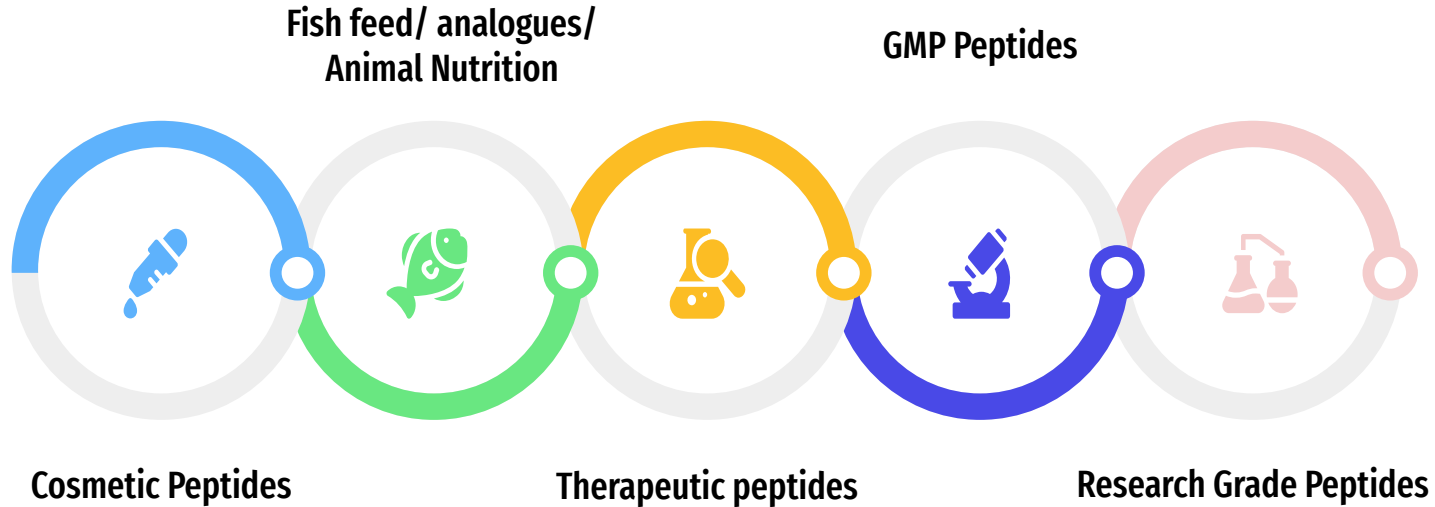 Fish feed/ analogues/
Animal Nutrition
GMP Peptides
Cosmetic Peptides
Therapeutic peptides
Research Grade Peptides